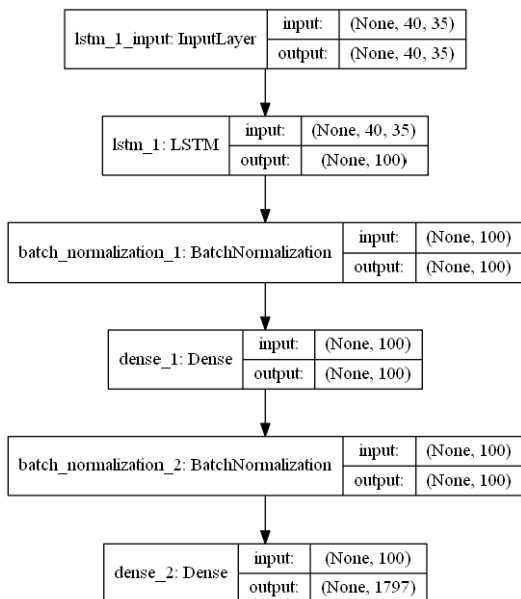 lstm_1_input: InputLayer
input: (None, 40, 35)
output: (None, 40, 35)
lstm_1: LSTM
input: (None, 40, 35)
output: (None, 100)
batch_normalization_1: BatchNormalization
input: (None, 100)
output: (None, 100)
dense_1: Dense
input: (None, 100)
output: (None, 100)
batch_normalization_2: BatchNormalization
input: (None, 100)
output: (None, 100)
dense_2: Dense
input: (None, 100)
output: (None, 1797)